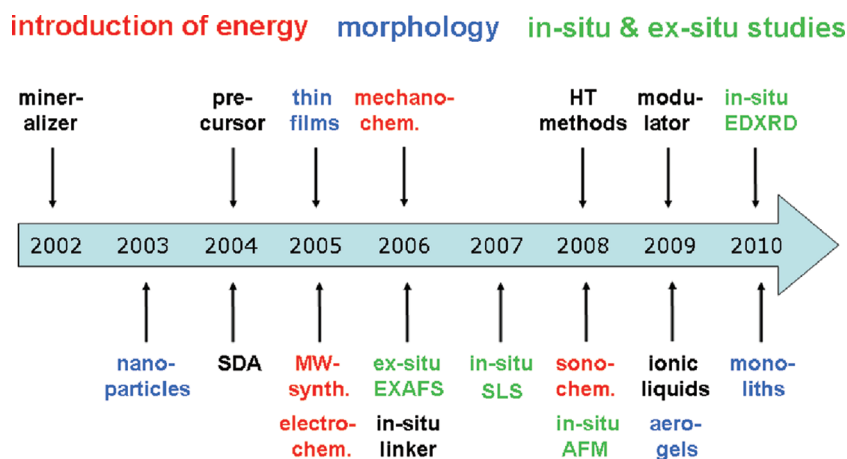 introduction of energy morphology in-situ & ex-situ studies
miner-
alizer
pre-
cursor
thin
films
mechano-
chem.
HT
methods
modu-
lator
in-situ
EDXRD
2002 2003 2004 2005 2006 2007 2008 2009 2010
nano-
particles
SDA
MW-
synth.
electro-
chem.
ex-situ
EXAFS
in-situ
linker
in-situ
SLS
sono-
chem.
in-situ
AFM
ionic
liquids
aero-
gels
mono-
liths